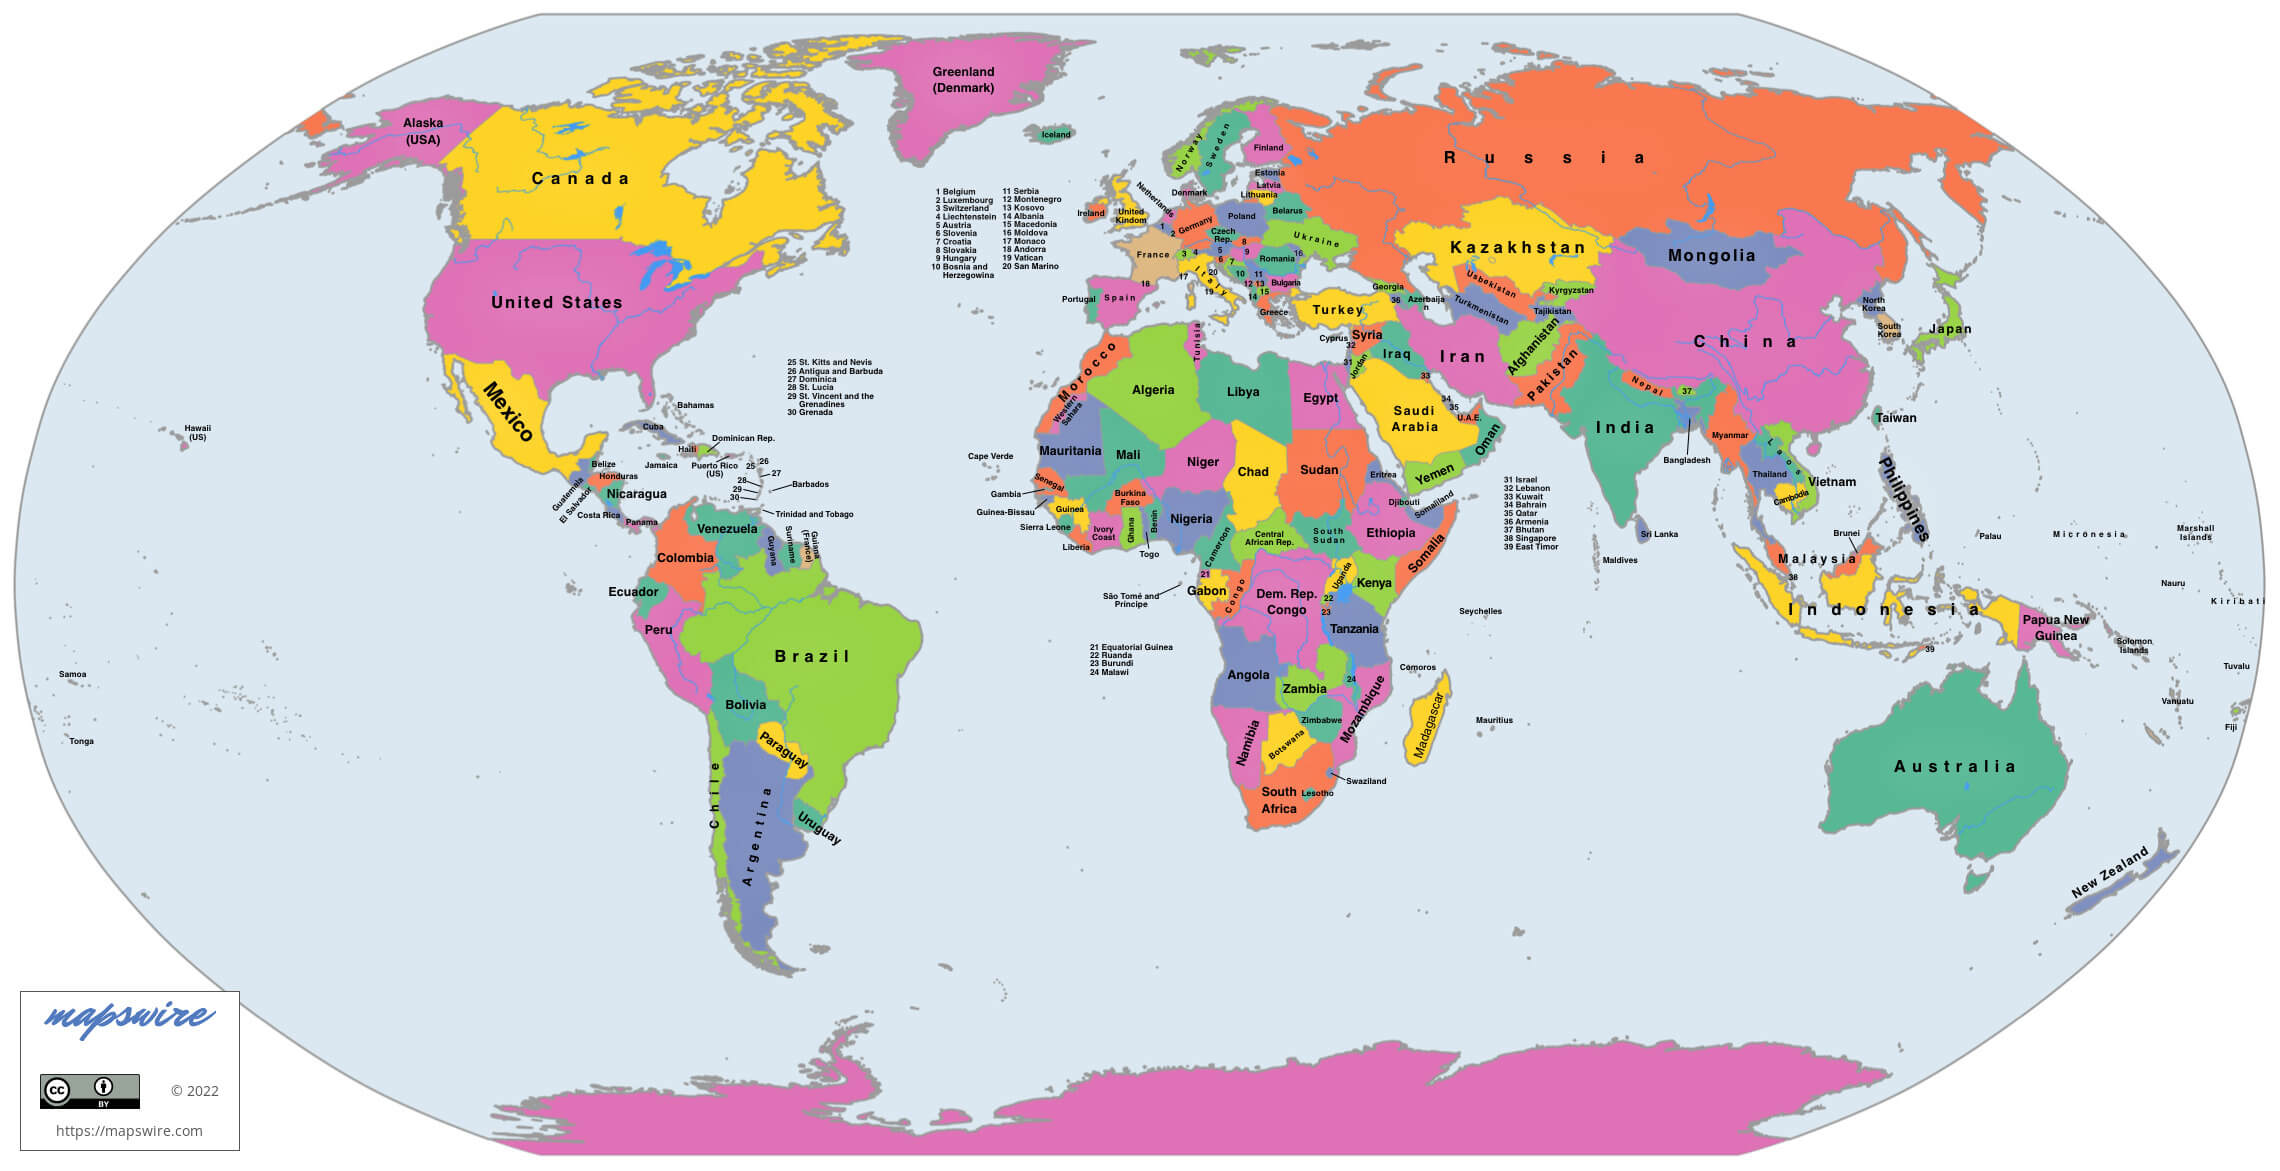 Greenland
(Denmark)
Alaska
(USA)
Canada
United States
Mexico
Hawaii
(US)
Iceland
Norway
Sweden
Finland
Russia
Estonia
Latvia
Lithuania
Denmark
Netherlands
Ireland
United
Kindom
Belarus
Poland
Germany
Czech
Rep.
Ukraine
France
Romania
Bulgaria
Italy
Spain
Portugal
Greece
Turkey
Georgia
Azerbaija
n
1
2
3
4
5
6
7
8
9
10
11
12
13
14
15
16
17
18
19
20
36
1 Belgium
2 Luxembourg
3 Switzerland
4 Liechtenstein
5 Austria
6 Slovenia
7 Croatia
8 Slovakia
9 Hungary
10 Bosnia and
Herzegowina
11 Serbia
12 Montenegro
13 Kosovo
14 Albania
15 Macedonia
16 Moldova
17 Monaco
18 Andorra
19 Vatican
20 San Marino
Kazakhstan
Mongolia
Usbekistan
Kyrgyzstan
Turkmenistan
Tajikistan
Afghanistan
Pakistan
China
North
Korea
South
Korea
Japan
Taiwan
Cyprus
Syria
32
31
Jordan
Iraq
Iran
33
34
35
Saudi
Arabia
U.A.E.
Oman
Yemen
Nepal
37
India
Bangladesh
Myanmar
Laos
Thailand
Cambodia
Vietnam
Philippines
Sri Lanka
Maldives
Brunei
Malaysia
38
Indonesia
39
Papua New
Guinea
Palau
Micronesia
Marshall
Islands
Nauru
Kiribati
Solomon
Islands
Tuvalu
Vanuatu
Fiji
Australia
New Zealand
31 Israel
32 Lebanon
33 Kuwait
34 Bahrain
35 Qatar
36 Armenia
37 Bhutan
38 Singapore
39 East Timor
25 St. Kitts and Nevis
26 Antigua and Barbuda
27 Dominica
28 St. Lucia
29 St. Vincent and the
Grenadines
30 Grenada
Bahamas
Cuba
Dominican Rep.
Haiti
Jamaica
Puerto Rico
(US)
25
26
27
28
29
30
Barbados
Trinidad and Tobago
Belize
Honduras
Guatemala
El Salvador
Nicaragua
Costa Rica
Panama
Venezuela
Guyana
Suriname
Guiana
(France)
Colombia
Ecuador
Peru
Brazil
Bolivia
Paraguay
Chile
Argentina
Uruguay
Samoa
Tonga
Morocco
Western
Sahara
Tunisia
Algeria
Libya
Egypt
Cape Verde
Mauritania
Mali
Niger
Chad
Sudan
Eritrea
Djibouti
Somaliland
Senegal
Gambia
Guinea-Bissau
Guinea
Sierra Leone
Liberia
Ivory
Coast
Burkina
Faso
Ghana
Togo
Benin
Nigeria
Cameroon
Central
African Rep.
South
Sudan
Ethiopia
Somalia
21
São Tomé and
Príncipe
Gabon
Congo
Dem. Rep.
Congo
Uganda
Kenya
22
23
Tanzania
Seychelles
21 Equatorial Guinea
22 Ruanda
23 Burundi
24 Malawi
Angola
Zambia
24
Comoros
Mozambique
Zimbabwe
Madagascar
Mauritius
Namibia
Botswana
Swaziland
South
Africa
Lesotho
mapswire
cc
BY
© 2022
https://mapswire.com